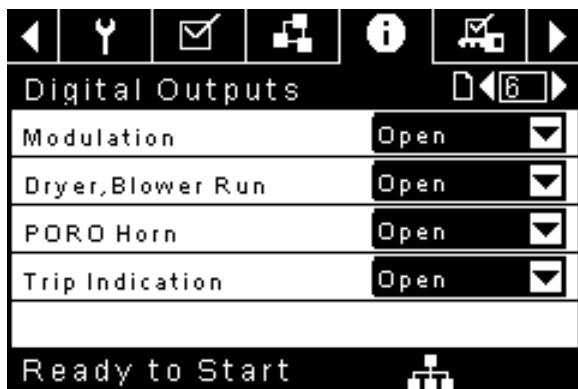 Digital Outputs 6
Modulation Open
Dryer,Blower Run Open
PORO Horn Open
Trip Indication Open
Ready to Start